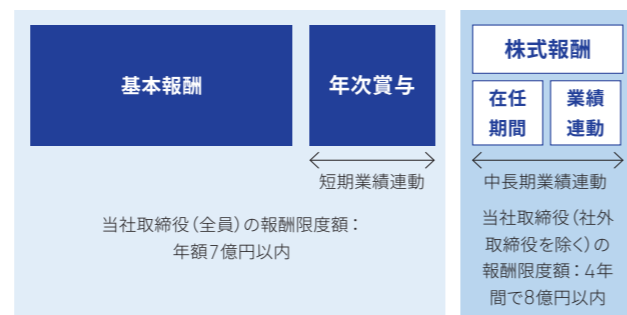 基本報酬
年次賞与
短期業績連動
当社取締役(全員)の報酬限度額：
年額7億円以内
株式報酬
在任
期間
業績
連動
中長期業績連動
当社取締役(社外
取締役を除く)の
報酬限度額：4年
間で8億円以内